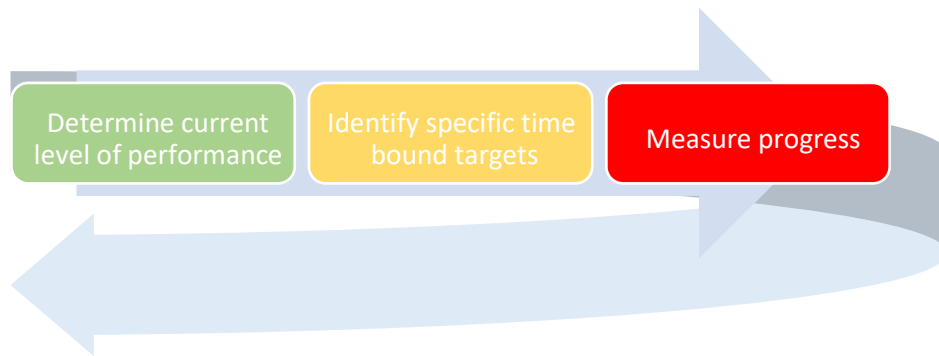 Determine current
level of performance
Identify specific time
bound targets
Measure progress